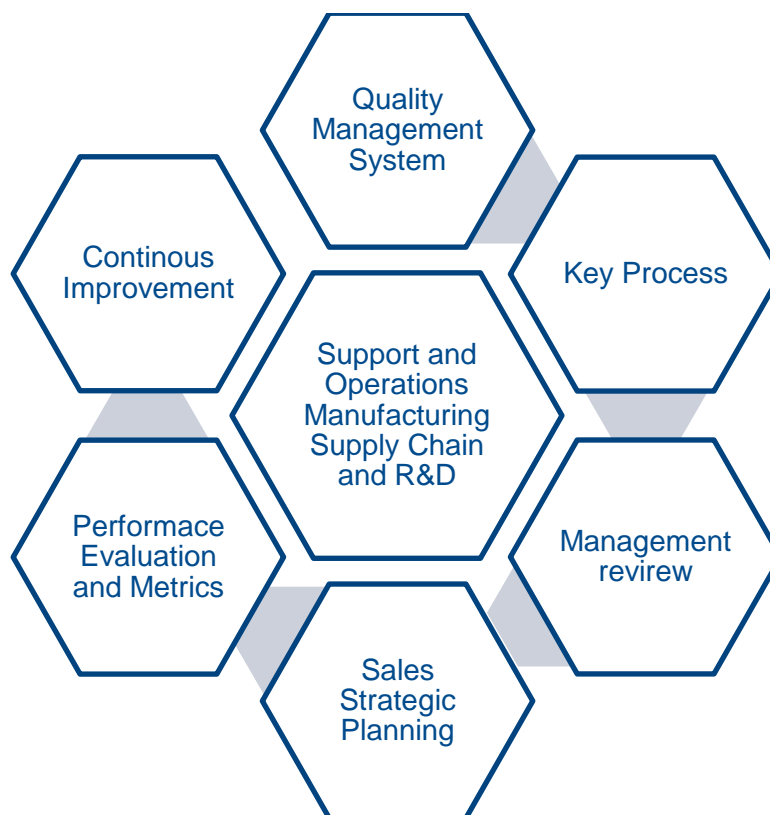 Quality
Management
System
Continous
Improvement
Key Process
Support and
Operations
Manufacturing
Supply Chain
and R&D
Performace
Evaluation
and Metrics
Management
revirew
Sales
Strategic
Planning